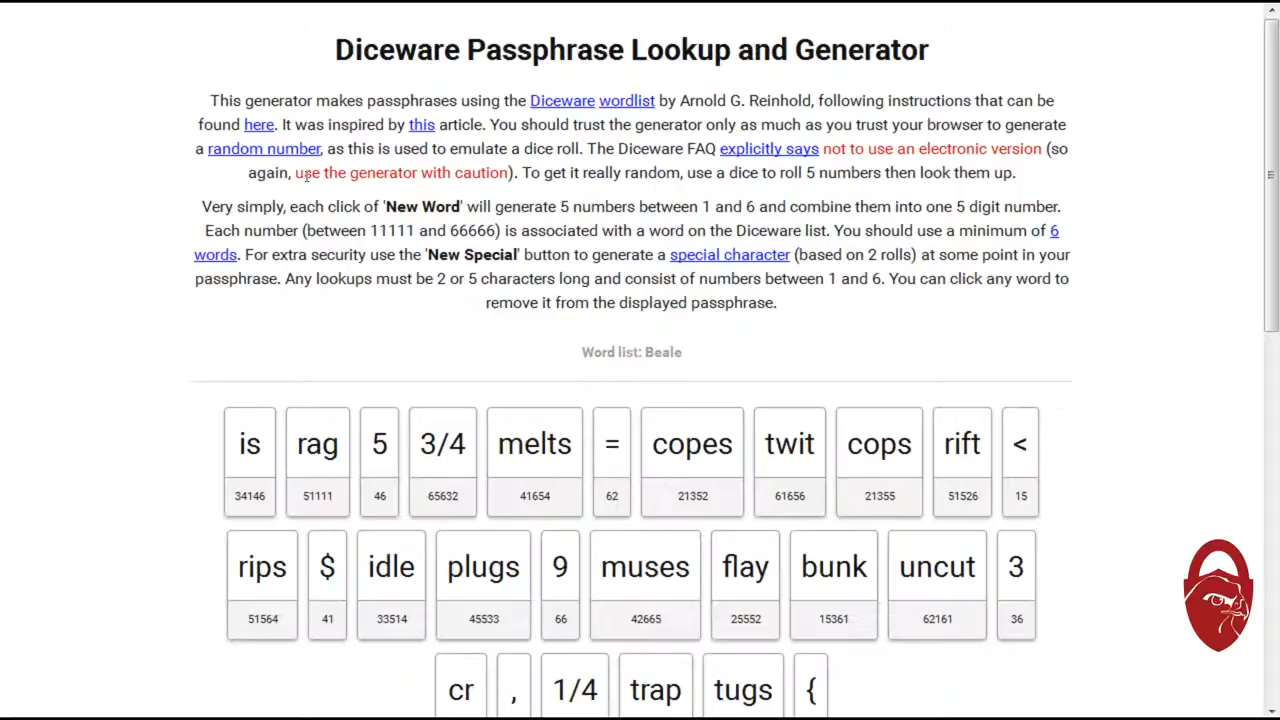 Diceware Passphrase Lookup and Generator
This generator makes passphrases using the Diceware wordlist by Arnold G. Reinhold, following instructions that can be
found here. It was inspired by this article. You should trust the generator only as much as you trust your browser to generate
a random number, as this is used to emulate a dice roll. The Diceware FAQ explicitly says not to use an electronic version (so
again, use the generator with caution). To get it really random, use a dice to roll 5 numbers then look them up.
Very simply, each click of 'New Word' will generate 5 numbers between 1 and 6 and combine them into one 5 digit number.
Each number (between 11111 and 66666) is associated with a word on the Diceware list. You should use a minimum of 6
words. For extra security use the 'New Special' button to generate a special character (based on 2 rolls) at some point in your
passphrase. Any lookups must be 2 or 5 characters long and consist of numbers between 1 and 6. You can click any word to
remove it from the displayed passphrase.
Word list: Beale
is rag 5 3/4 melts = copes twit cops rift <
34146 51111 46 65632 41654 62 21352 61656 21355 51526 15
rips $ idle plugs 9 muses flay bunk uncut 3
51564 41 33514 45533 66 42665 25552 15361 62161 36
cr , 1/4 trap tugs {